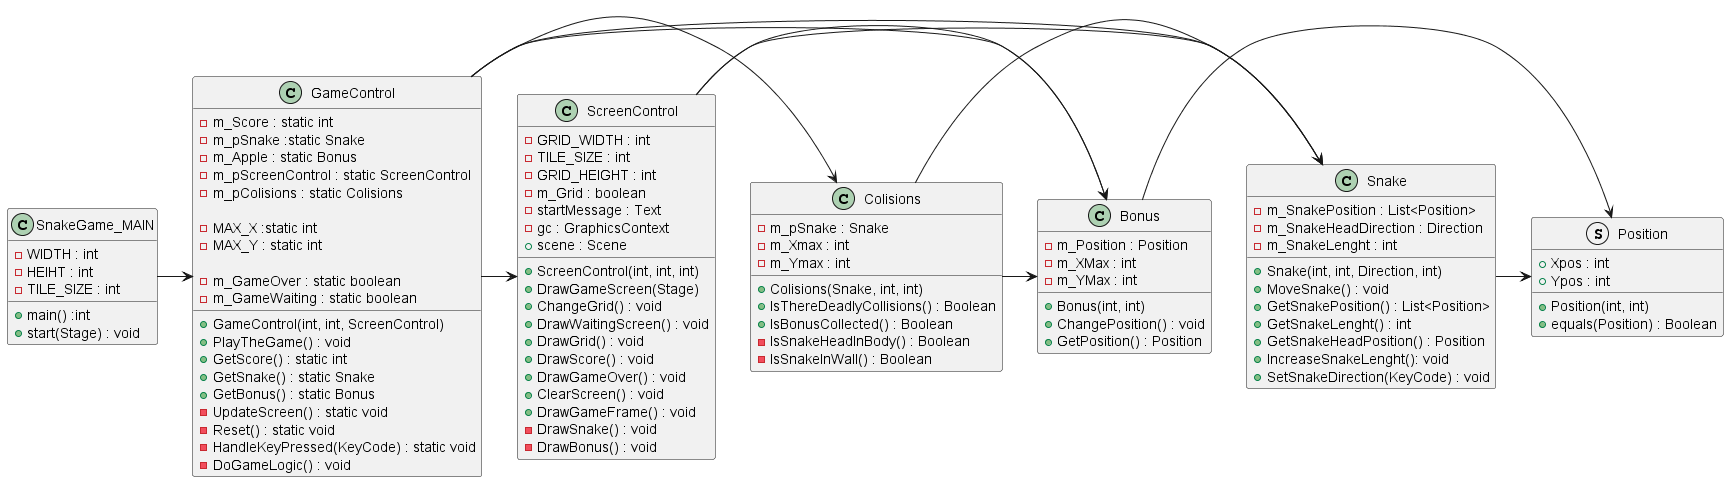 C SnakeGame_MAIN
WIDTH : int
HEIHT : int
TILE_SIZE : int
main() :int
start(Stage) : void
C GameControl
m_Score : static int
m_pSnake :static Snake
m_Apple : static Bonus
m_pScreenControl : static ScreenControl
m_pColisions : static Colisions
MAX_X :static int
MAX_Y : static int
m_GameOver : static boolean
m_GameWaiting : static boolean
GameControl(int, int, ScreenControl)
PlayTheGame() : void
GetScore() : static int
GetSnake() : static Snake
GetBonus() : static Bonus
UpdateScreen() : static void
Reset() : static void
HandleKeyPressed(KeyCode) : static void
DoGameLogic() : void
C ScreenControl
GRID_WIDTH : int
TILE_SIZE : int
GRID_HEIGHT : int
m_Grid : boolean
startMessage : Text
gc : GraphicsContext
scene : Scene
ScreenControl(int, int, int)
DrawGameScreen(Stage)
ChangeGrid() : void
DrawWaitingScreen() : void
DrawGrid() : void
DrawScore() : void
DrawGameOver() : void
ClearScreen() : void
DrawGameFrame() : void
DrawSnake() : void
DrawBonus() : void
C Colisions
m_pSnake : Snake
m_Xmax : int
m_Ymax : int
Colisions(Snake, int, int)
IsThereDeadlyCollisions() : Boolean
IsBonusCollected() : Boolean
IsSnakeHeadInBody() : Boolean
IsSnakeInWall() : Boolean
C Bonus
m_Position : Position
m_XMax : int
m_YMax : int
Bonus(int, int)
ChangePosition() : void
GetPosition() : Position
C Snake
m_SnakePosition : List<Position>
m_SnakeHeadDirection : Direction
m_SnakeLenght : int
Snake(int, int, Direction, int)
MoveSnake() : void
GetSnakePosition() : List<Position>
GetSnakeLenght() : int
GetSnakeHeadPosition() : Position
IncreaseSnakeLenght(): void
SetSnakeDirection(KeyCode) : void
S Position
Xpos : int
Ypos : int
Position(int, int)
equals(Position) : Boolean